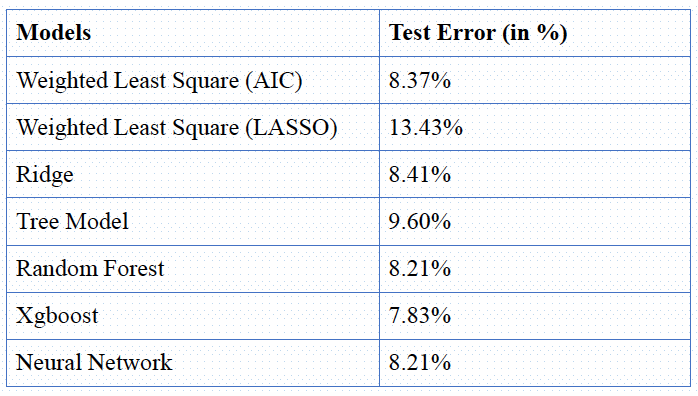 Models Test Error (in %)
Weighted Least Square (AIC) 8.37%
Weighted Least Square (LASSO) 13.43%
Ridge 8.41%
Tree Model 9.60%
Random Forest 8.21%
Xgboost 7.83%
Neural Network 8.21%